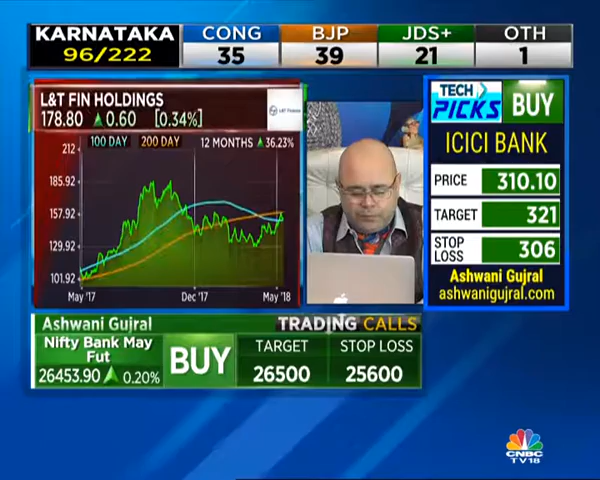 KARNATAKA
96/222
CONG
35
BJP
39
JDS+
21
OTH
1
L&T FIN HOLDINGS
178.80 ▲ 0.60 [0.34%]
L&T Finance
100 DAY 200 DAY 12 MONTHS ▲ 36.23%
212
185.92
157.92
129.92
101.92
May '17 Dec '17 May '18
TECH
PICKS
BUY
ICICI BANK
PRICE 310.10
TARGET 321
STOP
LOSS 306
Ashwani Gujral
ashwanigujral.com
Ashwani Gujral
TRADING CALLS
Nifty Bank May
Fut
26453.90 ▲ 0.20%
BUY
TARGET
26500
STOP LOSS
25600
CNBC
TV18